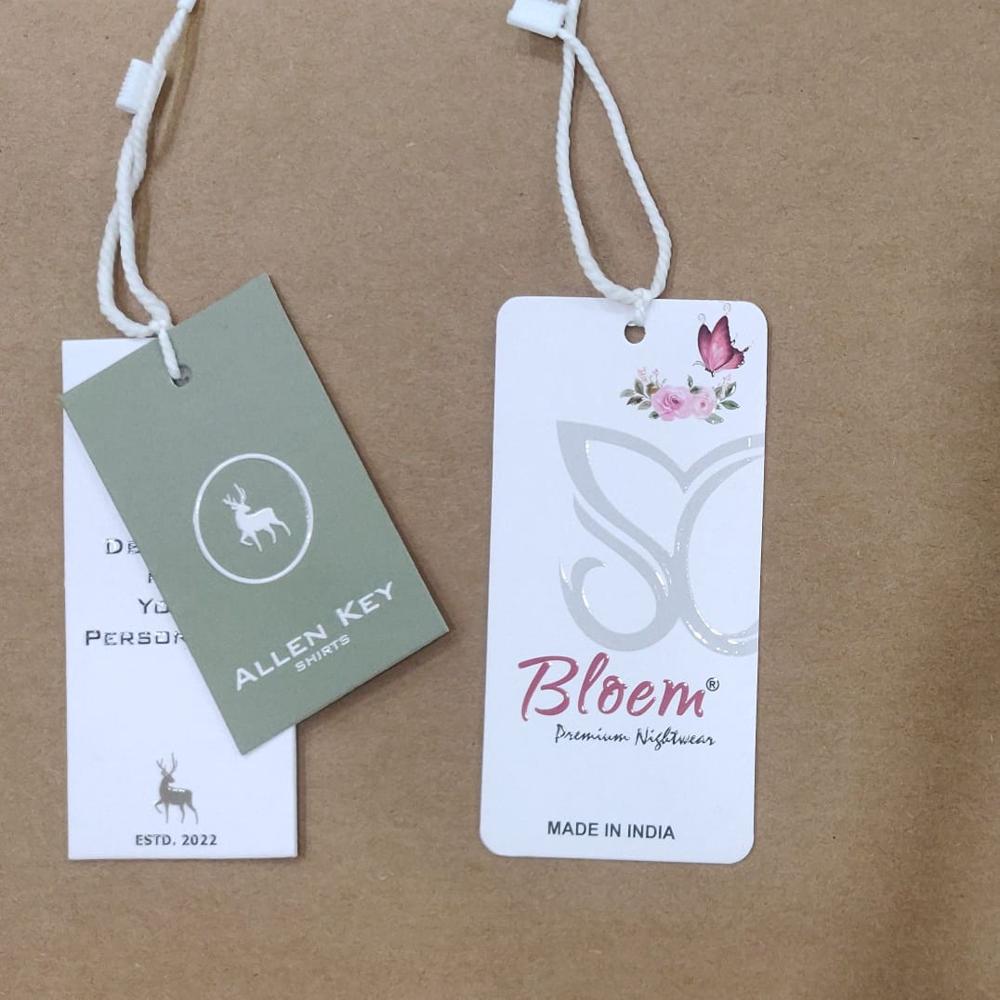 ALLEN KEY
SHIRTS
ESTD. 2022
Bloem®
Premium Nightwear
MADE IN INDIA